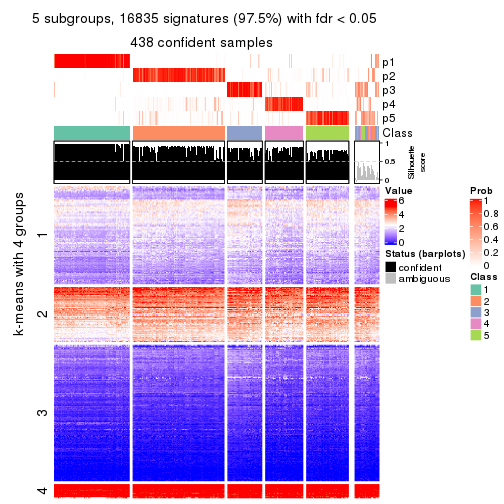 5 subgroups, 16835 signatures (97.5%) with fdr < 0.05
438 confident samples
p1
p2
p3
p4
p5
Class
1
0.5
0
Silhouette
score
k-means with 4 groups
1
2
3
4
Value
6
4
2
0
Status (barplots)
confident
ambiguous
Prob
1
0.8
0.6
0.4
0.2
0
Class
1
2
3
4
5